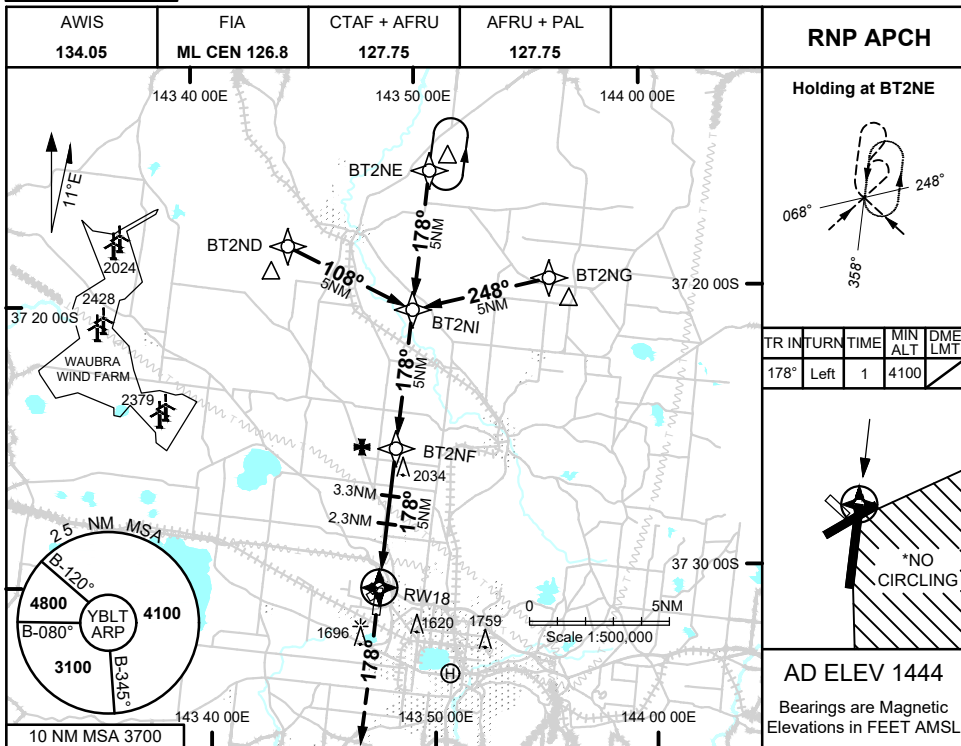 AWIS
134.05
FIA
ML CEN 126.8
CTAF + AFRU
127.75
AFRU + PAL
127.75
RNP APCH
143 40 00E
143 50 00E
144 00 00E
11°E
BT2NE
178°
5NM
BT2ND
108°
5NM
BT2NG
248°
5NM
BT2NI
37 20 00S
37 20 00S
2024
2428
WAUBRA
WIND FARM
2379
178°
5NM
BT2NF
2034
3.3NM
2.3NM
178°
5NM
RW18
37 30 00S
1696
1620
1759
0
5NM
Scale 1:500,000
H
178°
25 NM MSA
B-120°
4800
4100
YBLT
ARP
B-080°
3100
B-345°
10 NM MSA 3700
143 40 00E
143 50 00E
144 00 00E
Holding at BT2NE
248°
068°
358°
TR IN TURN TIME MIN ALT DME LMT
178° Left 1 4100
*NO
CIRCLING
AD ELEV 1444
Bearings are Magnetic
Elevations in FEET AMSL